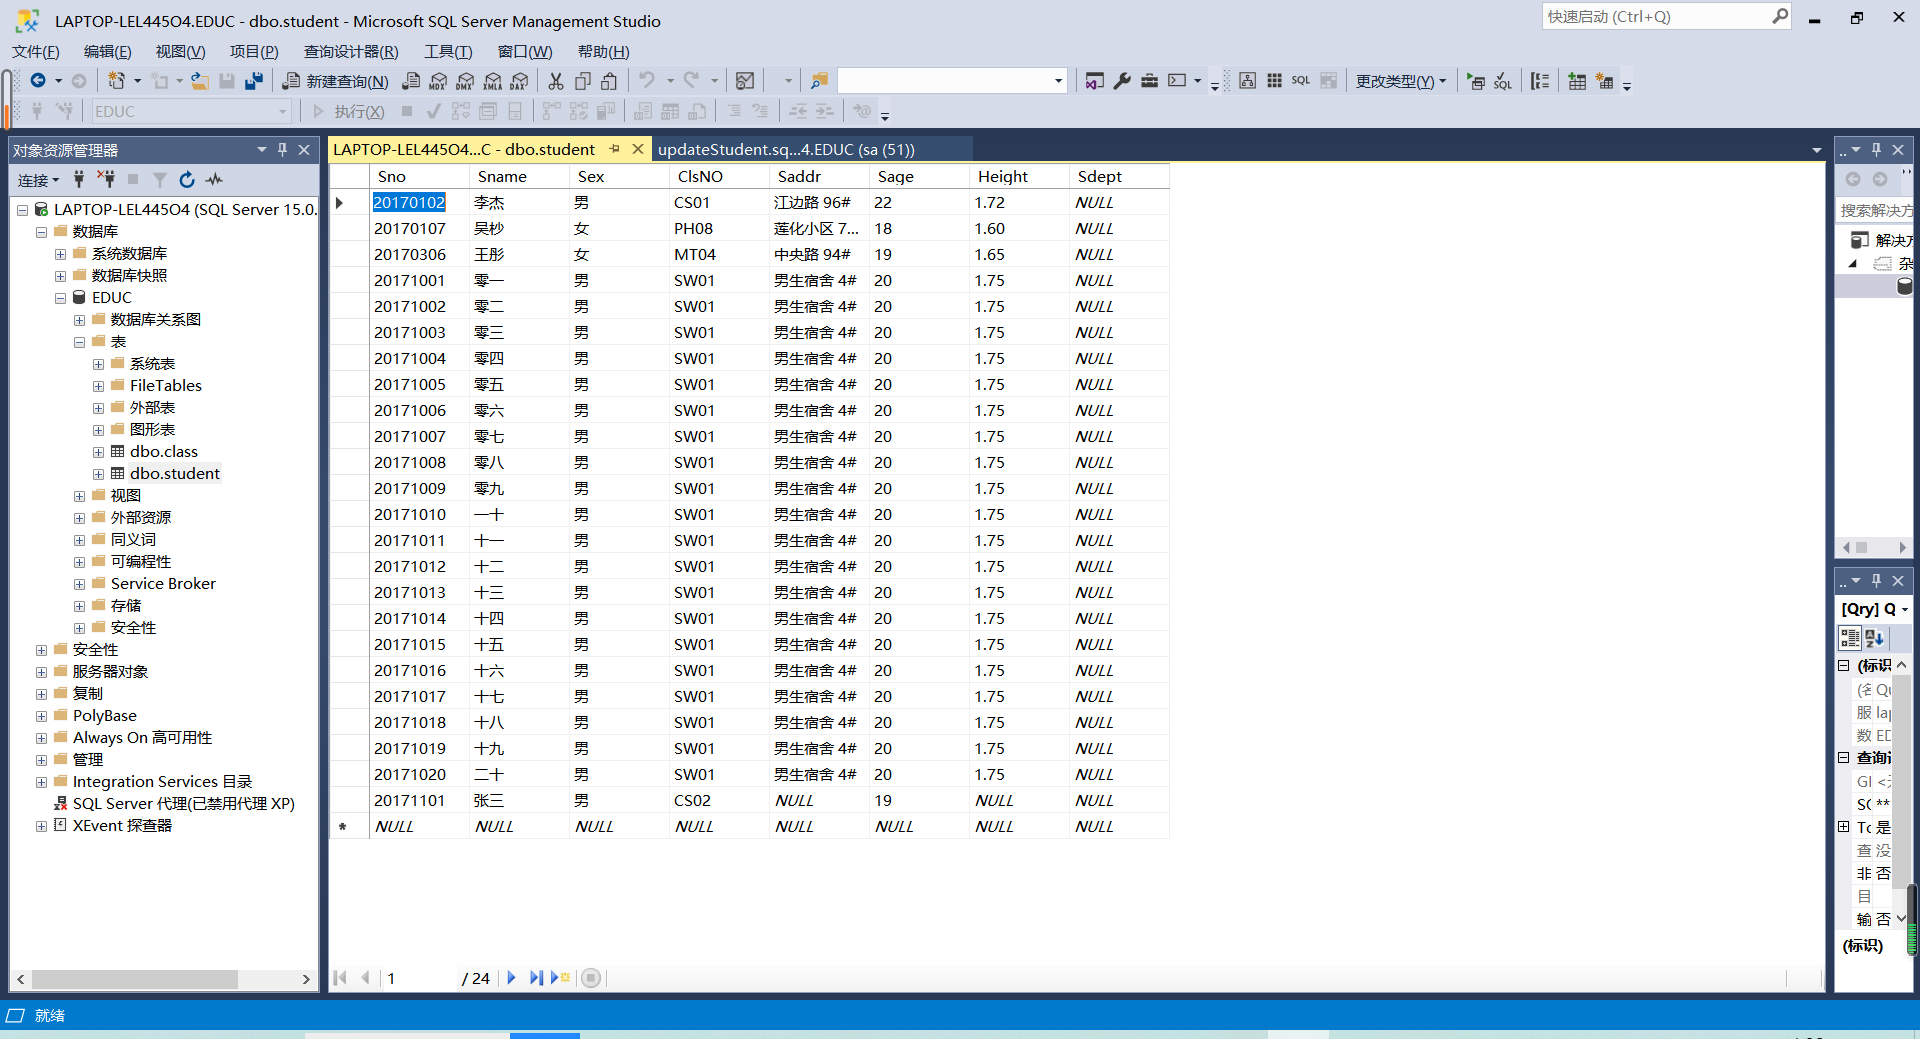 LAPTOP-LEL445O4.EDUC - dbo.student - Microsoft SQL Server Management Studio
快速启动 (Ctrl+Q)
文件(F) 编辑(E) 视图(V) 项目(P) 查询设计器(R) 工具(T) 窗口(W) 帮助(H)
新建查询(N) MDX DMX XMLA DAX SQL 更改类型(Y) SQL
EDUC 执行(X)
对象资源管理器
连接
LAPTOP-LEL445O4 (SQL Server 15.0.
数据库
系统数据库
数据库快照
EDUC
数据库关系图
表
系统表
FileTables
外部表
图形表
dbo.class
dbo.student
视图
外部资源
同义词
可编程性
Service Broker
存储
安全性
安全性
服务器对象
复制
PolyBase
Always On 高可用性
管理
Integration Services 目录
SQL Server 代理(已禁用代理 XP)
XEvent 探查器
LAPTOP-LEL445O4...C - dbo.student updateStudent.sq...4.EDUC (sa (51))
Sno Sname Sex ClsNO Saddr Sage Height Sdept
20170102 李杰 男 CS01 江边路 96# 22 1.72 NULL
20170107 吴杪 女 PH08 莲化小区 7... 18 1.60 NULL
20170306 王彤 女 MT04 中央路 94# 19 1.65 NULL
20171001 零一 男 SW01 男生宿舍 4# 20 1.75 NULL
20171002 零二 男 SW01 男生宿舍 4# 20 1.75 NULL
20171003 零三 男 SW01 男生宿舍 4# 20 1.75 NULL
20171004 零四 男 SW01 男生宿舍 4# 20 1.75 NULL
20171005 零五 男 SW01 男生宿舍 4# 20 1.75 NULL
20171006 零六 男 SW01 男生宿舍 4# 20 1.75 NULL
20171007 零七 男 SW01 男生宿舍 4# 20 1.75 NULL
20171008 零八 男 SW01 男生宿舍 4# 20 1.75 NULL
20171009 零九 男 SW01 男生宿舍 4# 20 1.75 NULL
20171010 一十 男 SW01 男生宿舍 4# 20 1.75 NULL
20171011 十一 男 SW01 男生宿舍 4# 20 1.75 NULL
20171012 十二 男 SW01 男生宿舍 4# 20 1.75 NULL
20171013 十三 男 SW01 男生宿舍 4# 20 1.75 NULL
20171014 十四 男 SW01 男生宿舍 4# 20 1.75 NULL
20171015 十五 男 SW01 男生宿舍 4# 20 1.75 NULL
20171016 十六 男 SW01 男生宿舍 4# 20 1.75 NULL
20171017 十七 男 SW01 男生宿舍 4# 20 1.75 NULL
20171018 十八 男 SW01 男生宿舍 4# 20 1.75 NULL
20171019 十九 男 SW01 男生宿舍 4# 20 1.75 NULL
20171020 二十 男 SW01 男生宿舍 4# 20 1.75 NULL
20171101 张三 男 CS02 NULL 19 NULL NULL
NULL NULL NULL NULL NULL NULL NULL NULL
1 / 24
..
搜索解决方
解决方
杂
..
[Qry] Q
(标识
(名 Qu
服 lap
数 ED
查询设
GI <无
SC **
To 是
查 没
非 否
目
输 否
(标识)
就绪